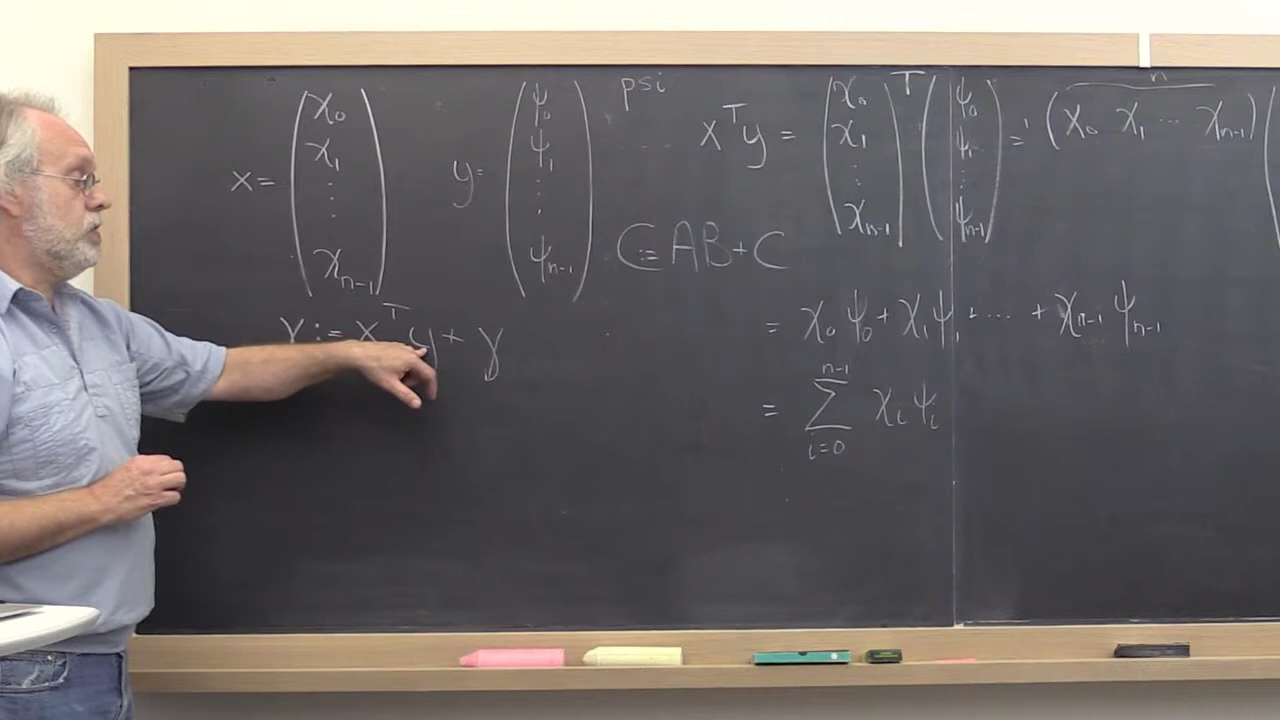 x = ( χ₀ χ₁ ⋮ χₙ₋₁ )
y = ( ψ₀ ψ₁ ⋮ ψₙ₋₁ )
psi
xᵀy = ( χ₀ χ₁ ⋮ χₙ₋₁ )ᵀ ( ψ₀ ψ₁ ⋮ ψₙ₋₁ ) = ( χ₀ χ₁ ⋯ χₙ₋₁ ) (
n
C := AB + C
γ := xᵀy + γ
= χ₀ψ₀ + χ₁ψ₁ + ⋯ + χₙ₋₁ψₙ₋₁
= ∑ᵢ₌₀ⁿ⁻¹ χᵢψᵢ